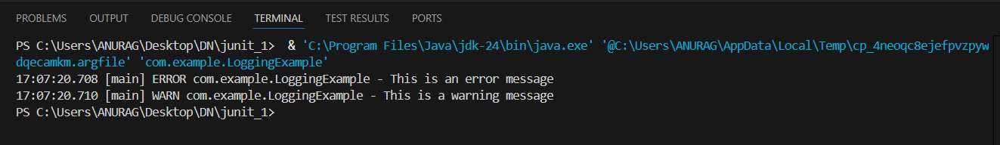 PROBLEMS OUTPUT DEBUG CONSOLE TERMINAL TEST RESULTS PORTS
PS C:\Users\ANURAG\Desktop\DN\junit_1>  & 'C:\Program Files\Java\jdk-24\bin\java.exe' '@C:\Users\ANURAG\AppData\Local\Temp\cp_4neoqc8ejefpvzpyw
dqecamkm.argfile' 'com.example.LoggingExample'
17:07:20.708 [main] ERROR com.example.LoggingExample - This is an error message
17:07:20.710 [main] WARN com.example.LoggingExample - This is a warning message
PS C:\Users\ANURAG\Desktop\DN\junit_1>